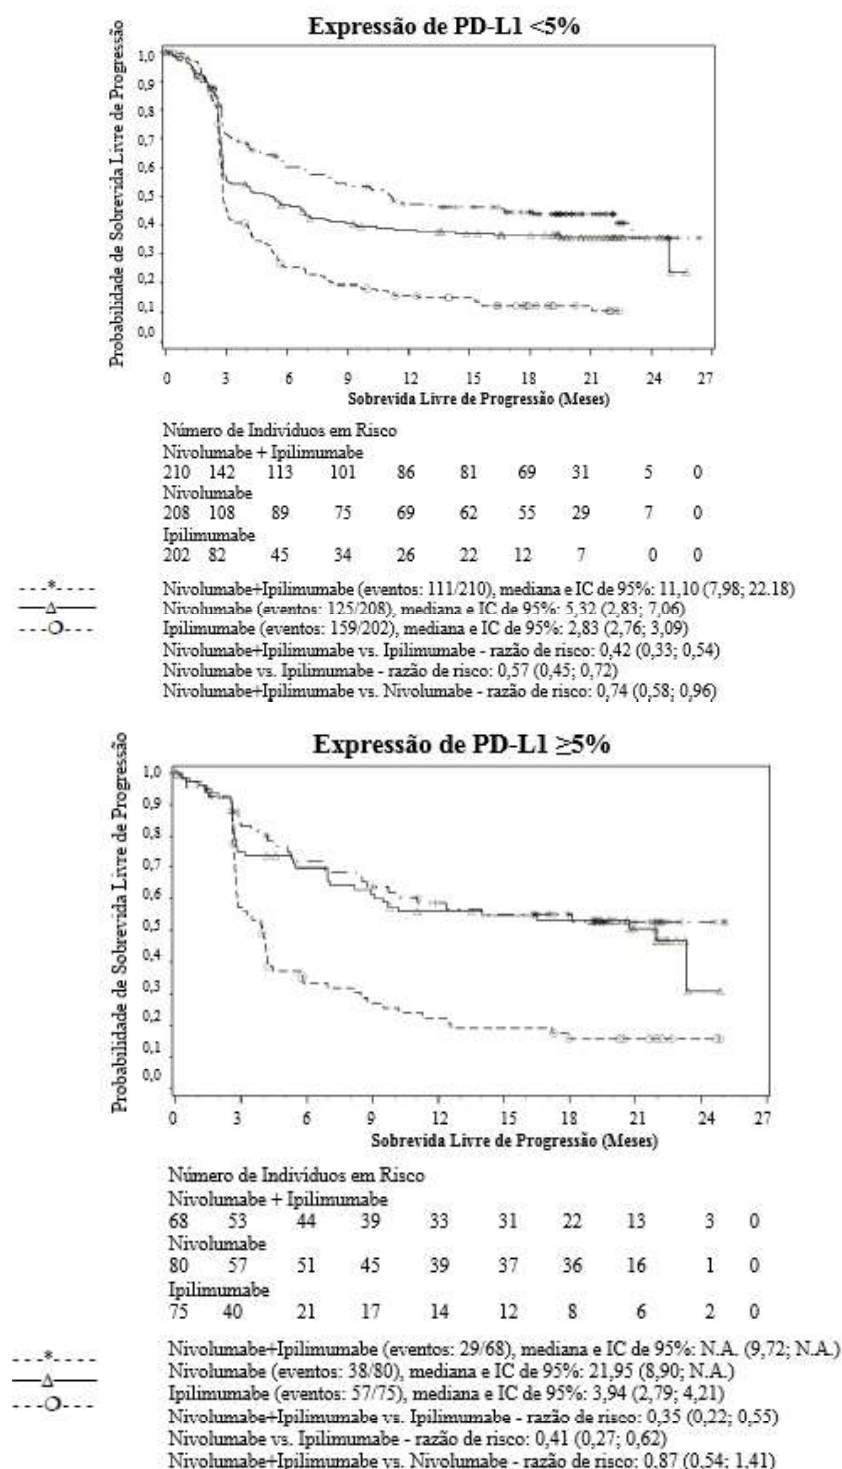 Expressão de PD-L1 <5%
Probabilidade de Sobrevida Livre de Progressão
1,0
0,9
0,8
0,7
0,6
0,5
0,4
0,3
0,2
0,1
0,0
0 3 6 9 12 15 18 21 24 27
Sobrevida Livre de Progressão (Meses)
Número de Indivíduos em Risco
Nivolumabe + Ipilimumabe
210 142 113 101 86 81 69 31 5 0
Nivolumabe
208 108 89 75 69 62 55 29 7 0
Ipilimumabe
202 82 45 34 26 22 12 7 0 0
Nivolumabe+Ipilimumabe (eventos: 111/210), mediana e IC de 95%: 11,10 (7,98; 22.18)
Nivolumabe (eventos: 125/208), mediana e IC de 95%: 5,32 (2,83; 7,06)
Ipilimumabe (eventos: 159/202), mediana e IC de 95%: 2,83 (2,76; 3,09)
Nivolumabe+Ipilimumabe vs. Ipilimumabe - razão de risco: 0,42 (0,33; 0,54)
Nivolumabe vs. Ipilimumabe - razão de risco: 0,57 (0,45; 0,72)
Nivolumabe+Ipilimumabe vs. Nivolumabe - razão de risco: 0,74 (0,58; 0,96)
Expressão de PD-L1 ≥5%
Probabilidade de Sobrevida Livre de Progressão
1,0
0,9
0,8
0,7
0,6
0,5
0,4
0,3
0,2
0,1
0,0
0 3 6 9 12 15 18 21 24 27
Sobrevida Livre de Progressão (Meses)
Número de Indivíduos em Risco
Nivolumabe + Ipilimumabe
68 53 44 39 33 31 22 13 3 0
Nivolumabe
80 57 51 45 39 37 36 16 1 0
Ipilimumabe
75 40 21 17 14 12 8 6 2 0
Nivolumabe+Ipilimumabe (eventos: 29/68), mediana e IC de 95%: N.A. (9,72; N.A.)
Nivolumabe (eventos: 38/80), mediana e IC de 95%: 21,95 (8,90; N.A.)
Ipilimumabe (eventos: 57/75), mediana e IC de 95%: 3,94 (2,79; 4,21)
Nivolumabe+Ipilimumabe vs. Ipilimumabe - razão de risco: 0,35 (0,22; 0,55)
Nivolumabe vs. Ipilimumabe - razão de risco: 0,41 (0,27; 0,62)
Nivolumabe+Ipilimumabe vs. Nivolumabe - razão de risco: 0,87 (0,54; 1,41)